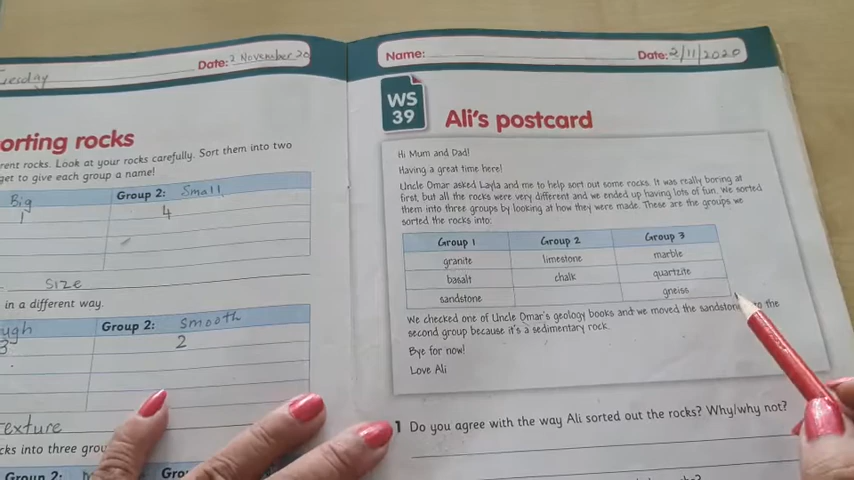 Tuesday
Date: 2 November 20
orting rocks
rent rocks. Look at your rocks carefully. Sort them into two
get to give each group a name!
Big
Group 2: Small
1
4
size
in a different way.
ugh
Group 2: Smooth
3
2
Texture
cks into three
Group 2:
Name:
Date: 2/11/2020
WS
39
Ali's postcard
Hi Mum and Dad!
Having a great time here!
Uncle Omar asked Layla and me to help sort out some rocks. It was really boring at
first, but all the rocks were very different and we ended up having lots of fun. We sorted
them into three groups by looking at how they were made. These are the groups we
sorted the rocks into:
Group 1 Group 2 Group 3
granite limestone marble
basalt chalk quartzite
sandstone gneiss
We checked one of Uncle Omar's geology books and we moved the sandstone to the
second group because it's a sedimentary rock.
Bye for now!
Love Ali
1 Do you agree with the way Ali sorted out the rocks? Why/why not?